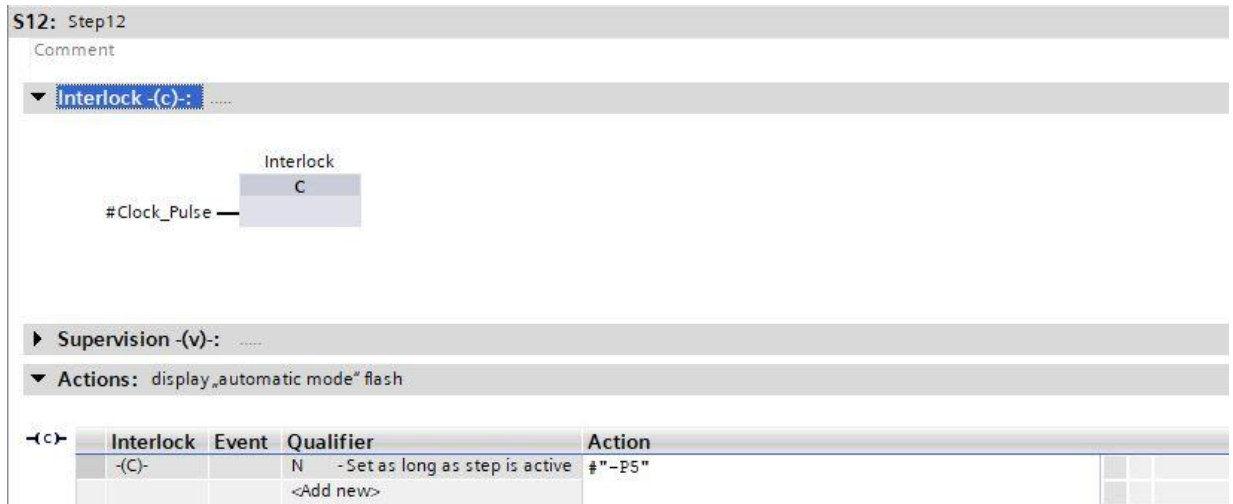 S12: Step12
Comment
Interlock -(c)-: .....
Interlock
C
#Clock_Pulse
Supervision -(v)-: .....
Actions: display „automatic mode“ flash
-(c)- Interlock Event Qualifier Action
-(C)- N - Set as long as step is active #"-P5"
<Add new>